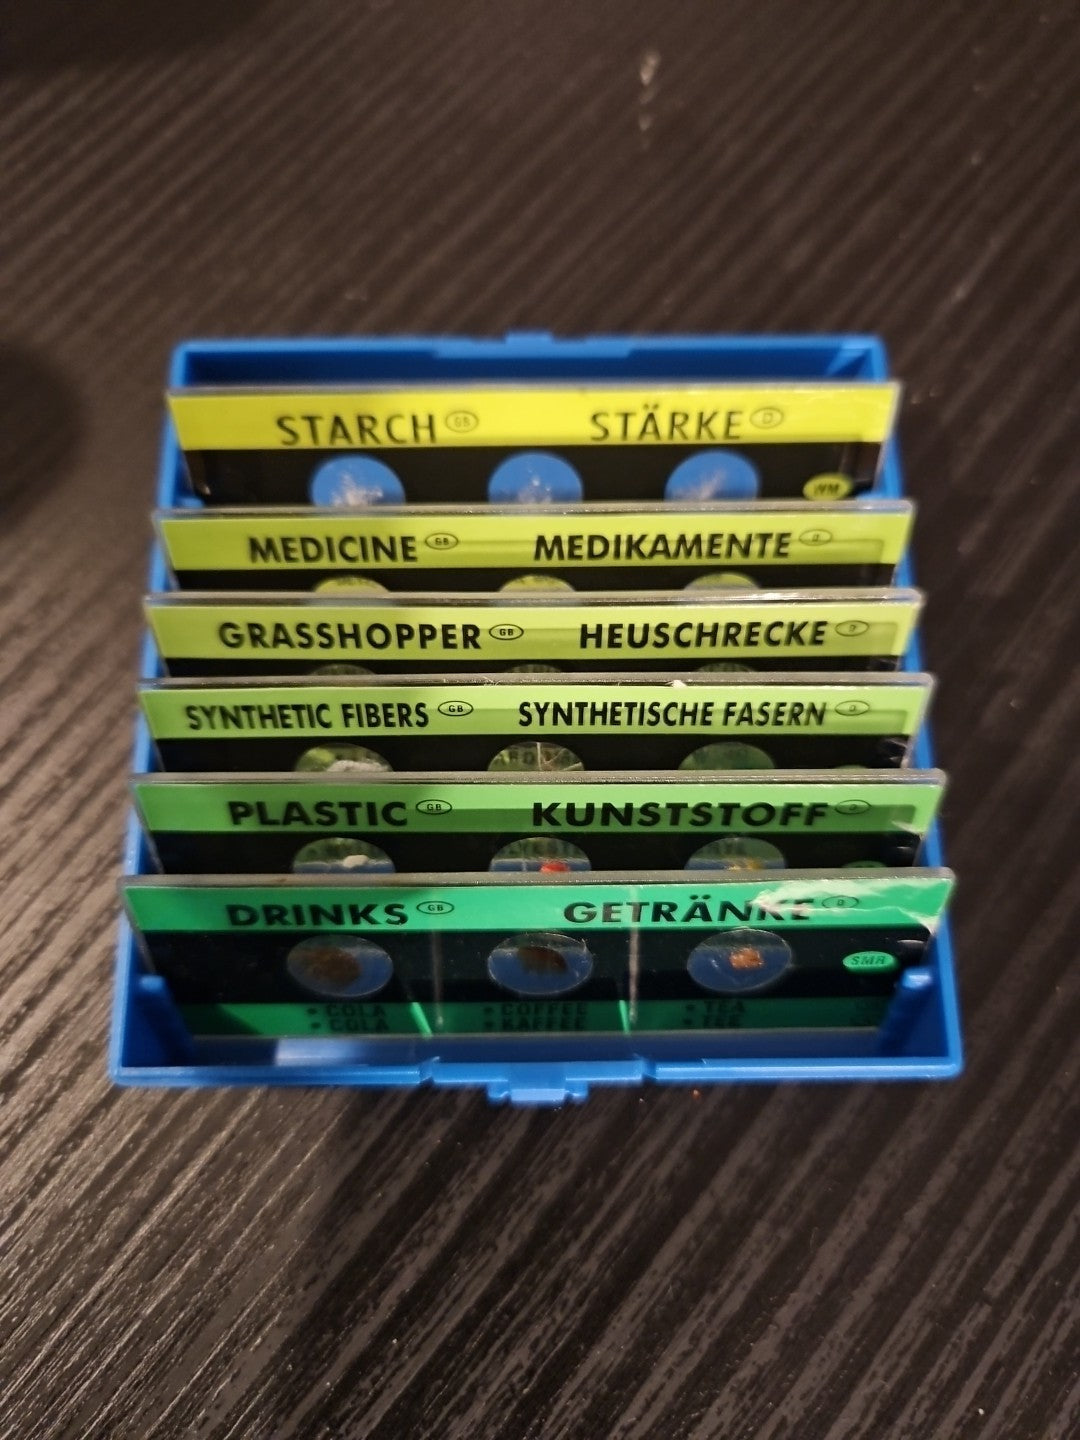 STARCH GB STÄRKE D
WM
MEDICINE GB MEDIKAMENTE D
GRASSHOPPER GB HEUSCHRECKE D
SYNTHETIC FIBERS GB SYNTHETISCHE FASERN D
PLASTIC GB KUNSTSTOFF D
DRINKS GB GETRÄNKE D
SMR
• COLA • COFFEE • TEA
• COLA • KAFFEE • TEE